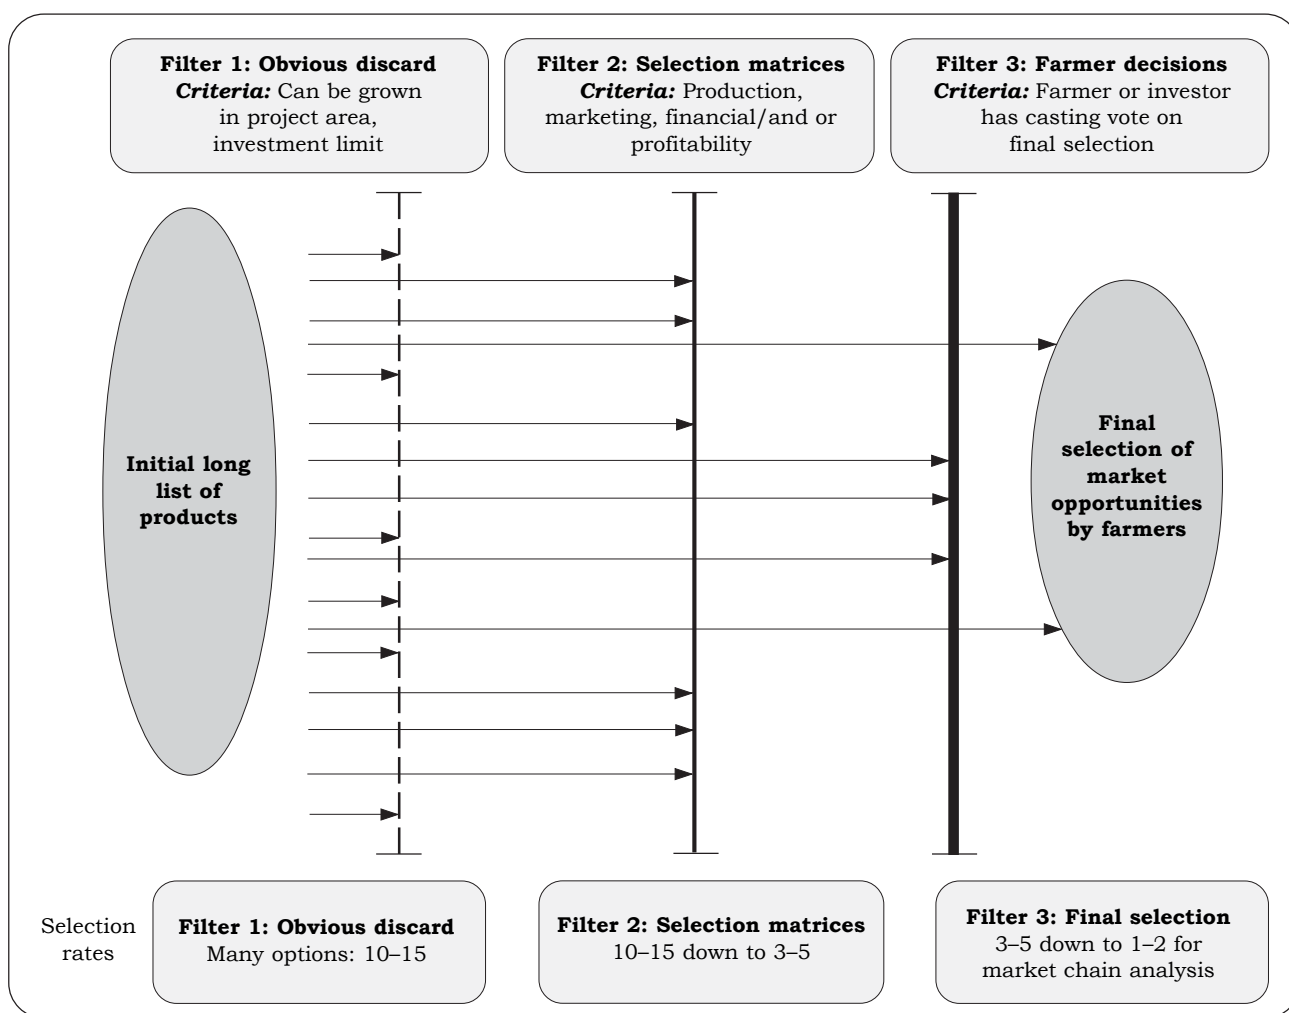 Filter 1: Obvious discard
Criteria: Can be grown
in project area,
investment limit
Filter 2: Selection matrices
Criteria: Production,
marketing, financial/and or
profitability
Filter 3: Farmer decisions
Criteria: Farmer or investor
has casting vote on
final selection
Initial long
list of
products
Final
selection of
market
opportunities
by farmers
Selection
rates
Filter 1: Obvious discard
Many options: 10–15
Filter 2: Selection matrices
10–15 down to 3–5
Filter 3: Final selection
3–5 down to 1–2 for
market chain analysis